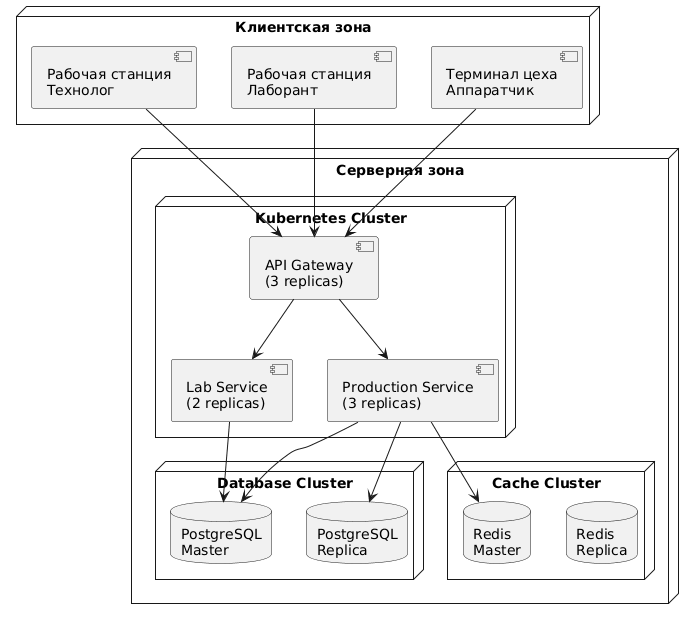 Клиентская зона
Рабочая станция
Технолог
Рабочая станция
Лаборант
Терминал цеха
Аппаратчик
Серверная зона
Kubernetes Cluster
API Gateway
(3 replicas)
Lab Service
(2 replicas)
Production Service
(3 replicas)
Database Cluster
PostgreSQL
Master
PostgreSQL
Replica
Cache Cluster
Redis
Master
Redis
Replica